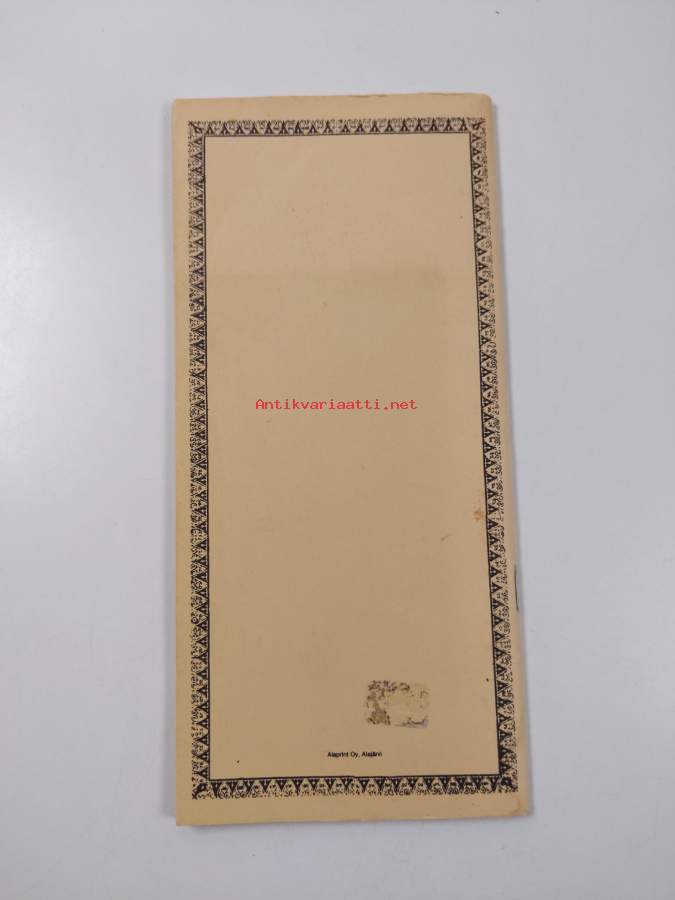 Antikvariaatti.net
Alaprint Oy, Alajärvi